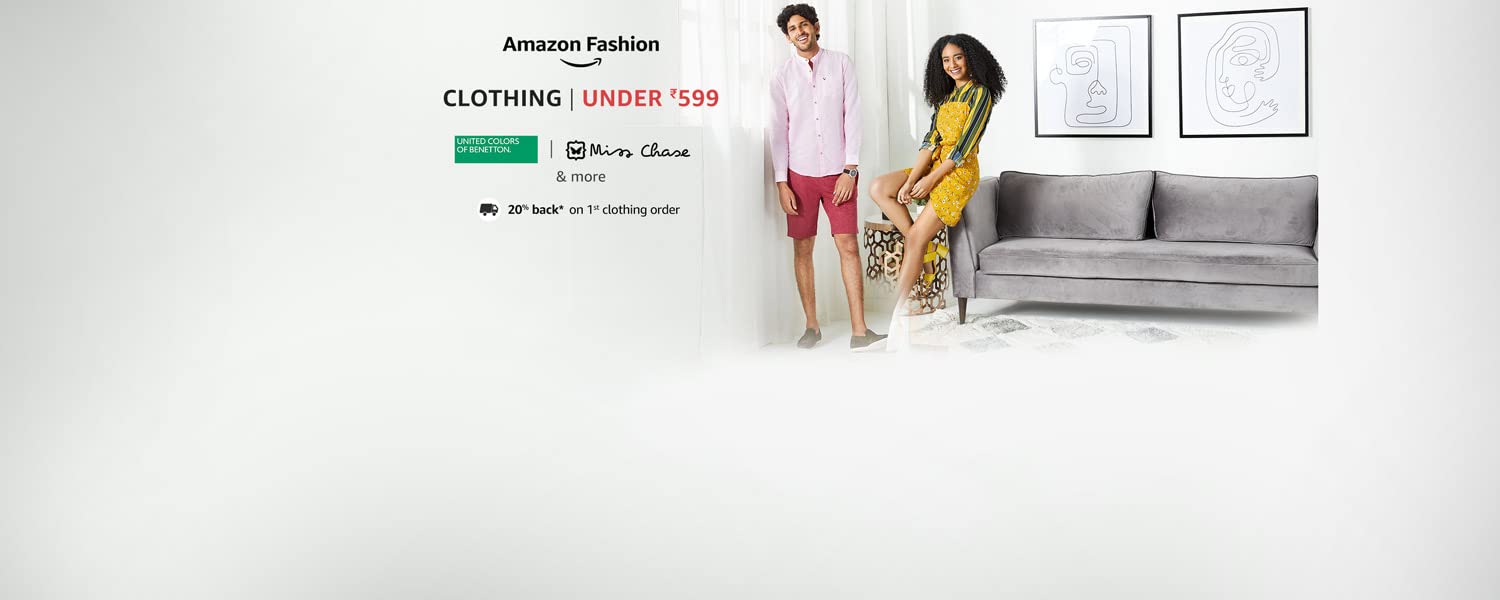 Amazon Fashion
CLOTHING | UNDER ₹599
UNITED COLORS
OF BENETTON.
Miss Chase
& more
20% back* on 1st clothing order